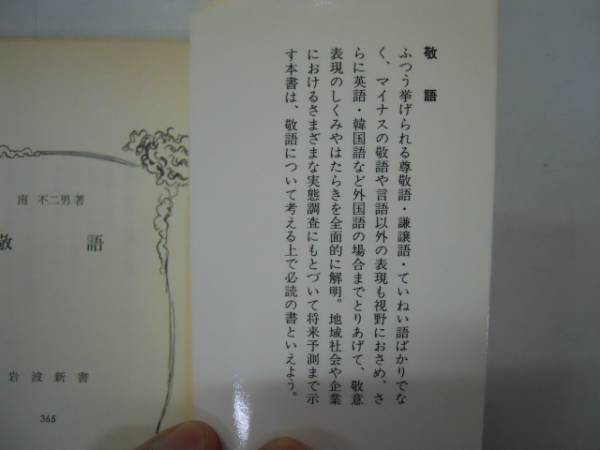 敬語
ふつう挙げられる尊敬語・謙譲語・ていねい語ばかりでな
く、マイナスの敬語や言語以外の表現も視野におさめ、さ
らに英語・韓国語など外国語の場合までとりあげて、敬意
表現のしくみやはたらきを全面的に解明。地域社会や企業
におけるさまざまな実態調査にもとづいて将来予測まで示
す本書は、敬語について考える上で必読の書といえよう。
南 不二男著
敬語
岩波新書
365